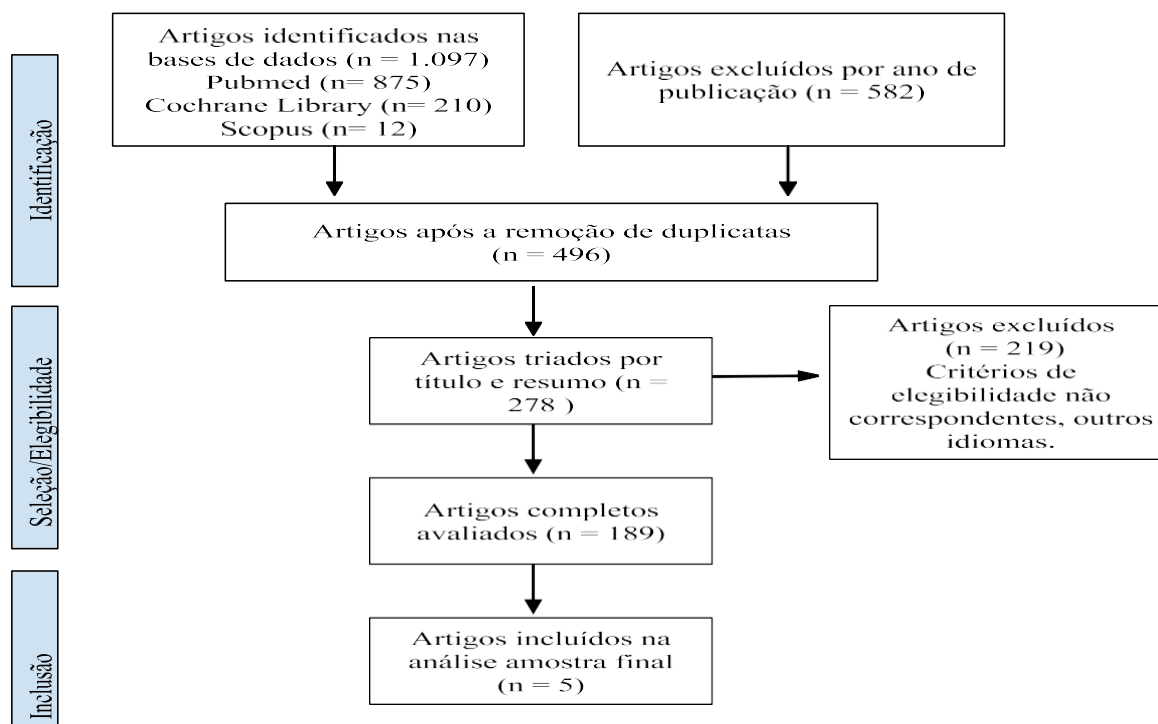 Artigos identificados nas
bases de dados (n = 1.097)
Pubmed (n= 875)
Cochrane Library (n= 210)
Scopus (n= 12)
Artigos excluídos por ano de
publicação (n = 582)
Identificação
Artigos após a remoção de duplicatas
(n = 496)
Artigos triados por
título e resumo (n =
278 )
Artigos excluídos
(n = 219)
Critérios de
elegibilidade não
correspondentes, outros
idiomas.
Seleção/Elegibilidade
Artigos completos
avaliados (n = 189)
Artigos incluídos na
análise amostra final
(n = 5)
Inclusão